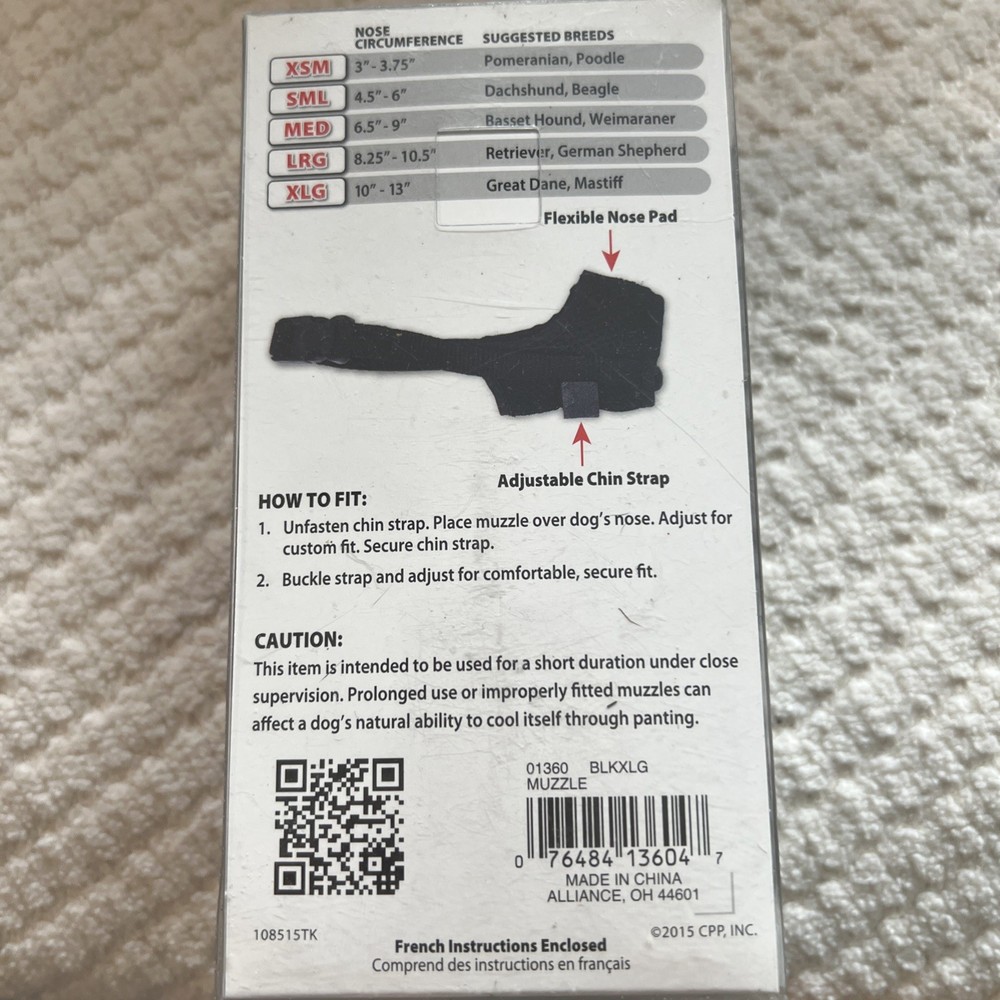 NOSE
CIRCUMFERENCE SUGGESTED BREEDS
XSM 3” - 3.75” Pomeranian, Poodle
SML 4.5” - 6” Dachshund, Beagle
MED 6.5” - 9” Basset Hound, Weimaraner
LRG 8.25” - 10.5” Retriever, German Shepherd
XLG 10” - 13” Great Dane, Mastiff
Flexible Nose Pad
Adjustable Chin Strap
HOW TO FIT:
1. Unfasten chin strap. Place muzzle over dog’s nose. Adjust for
custom fit. Secure chin strap.
2. Buckle strap and adjust for comfortable, secure fit.
CAUTION:
This item is intended to be used for a short duration under close
supervision. Prolonged use or improperly fitted muzzles can
affect a dog’s natural ability to cool itself through panting.
01360 BLKXLG
MUZZLE
0 76484 13604 7
MADE IN CHINA
ALLIANCE, OH 44601
108515TK
©2015 CPP, INC.
French Instructions Enclosed
Comprend des instructions en français